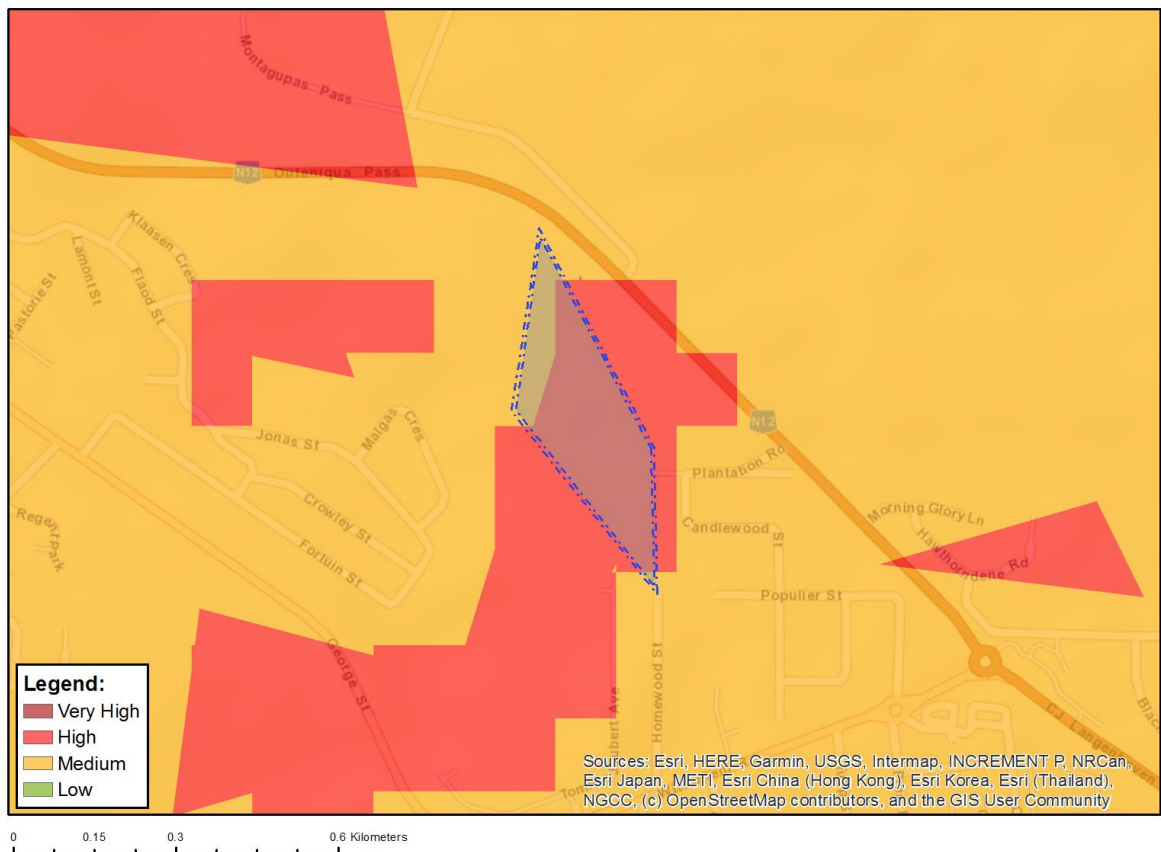 Montagupas Pass
N12
Outeniqua Pass
Klaasen Cres
Lamont St
Flaod St
Pastorie St
Jonas St
Malgas Cres
Crowley St
Fortuin St
Regent Park
George St
N12
Plantation Rd
Candlewood St
Morning Glory Ln
Hawthorndene Rd
Populier St
Homewood St
CJ Langenhoven
Legend:
Very High
High
Medium
Low
Sources: Esri, HERE, Garmin, USGS, Intermap, INCREMENT P, NRCan,
Esri Japan, METI, Esri China (Hong Kong), Esri Korea, Esri (Thailand),
NGCC, (c) OpenStreetMap contributors, and the GIS User Community
0 0.15 0.3 0.6 Kilometers